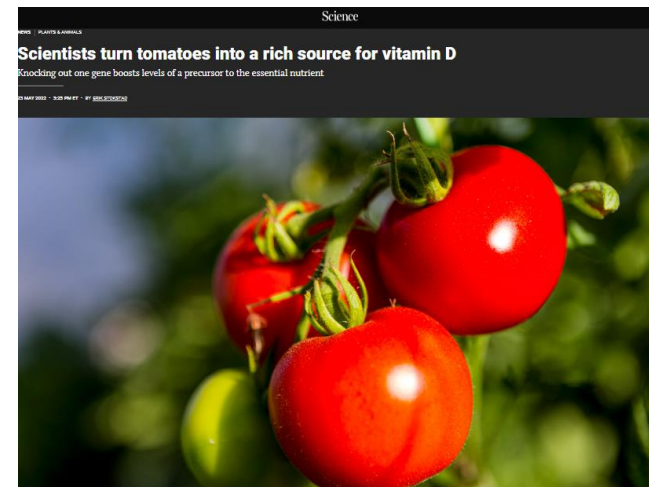 Science
NEWS | PLANTS & ANIMALS
Scientists turn tomatoes into a rich source for vitamin D
Knocking out one gene boosts levels of a precursor to the essential nutrient
23 MAY 2022 • 5:25 PM ET • BY ERIK STOKSTAD